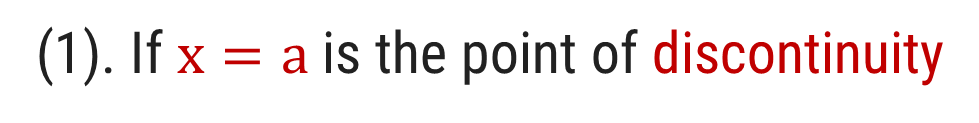 (1). If x = a is the point of discontinuity